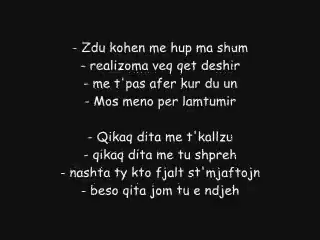 - Zdu kohen me hup ma shum
- realizoma veq qet deshir
- me t'pas afer kur du un
- Mos meno per lamtumir
- Qikaq dita me t'kallzu
- qikaq dita me tu shpreh
- nashta ty kto fjalt st'mjaftojn
- beso qita jom tu e ndjeh